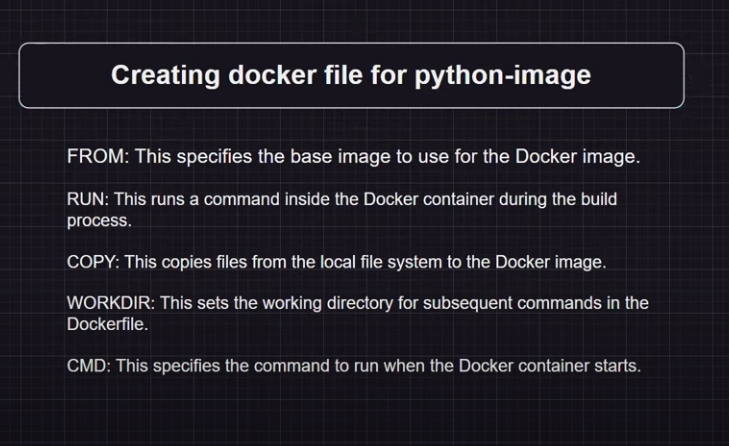 Creating docker file for python-image
FROM: This specifies the base image to use for the Docker image.
RUN: This runs a command inside the Docker container during the build
process.
COPY: This copies files from the local file system to the Docker image.
WORKDIR: This sets the working directory for subsequent commands in the
Dockerfile.
CMD: This specifies the command to run when the Docker container starts.